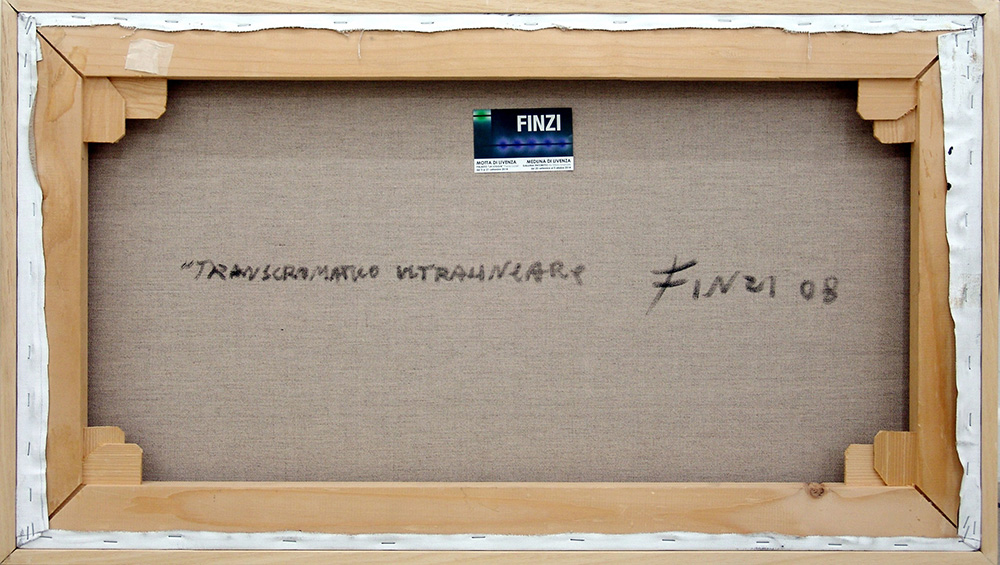 FINZI
MOTTA DI LIVENZA MEDUNA DI LIVENZA
"TRANSCROMATICO ULTRALINEARE
FINZI 08